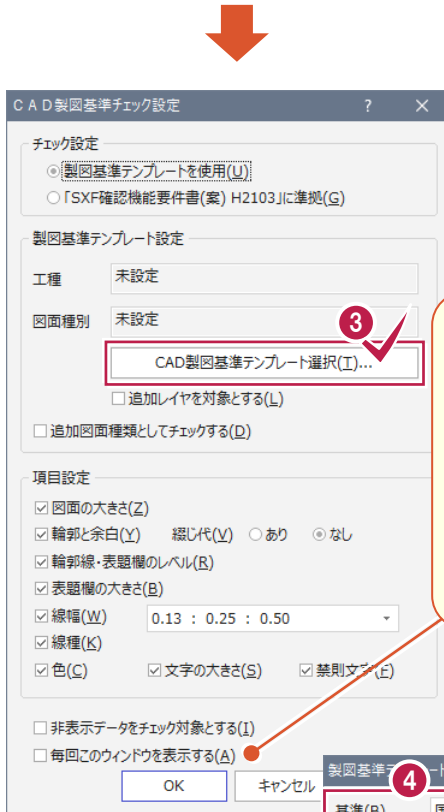 ＣＡＤ製図基準チェック設定 ? ×
チェック設定
製図基準テンプレートを使用(U)
「SXF確認機能要件書(案) H2103」に準拠(G)
製図基準テンプレート設定
工種 未設定
図面種別 未設定
3
CAD製図基準テンプレート選択(T)...
追加レイヤを対象とする(L)
追加図面種類としてチェックする(D)
項目設定
図面の大きさ(Z)
輪郭と余白(Y) 綴じ代(V) あり なし
輪郭線・表題欄のレベル(R)
表題欄の大きさ(B)
線幅(W) 0.13 : 0.25 : 0.50
線種(K)
色(C) 文字の大きさ(S) 禁則文字(F)
非表示データをチェック対象とする(I)
毎回このウィンドウを表示する(A)
OK キャンセル
製図基準
4
基準(B)